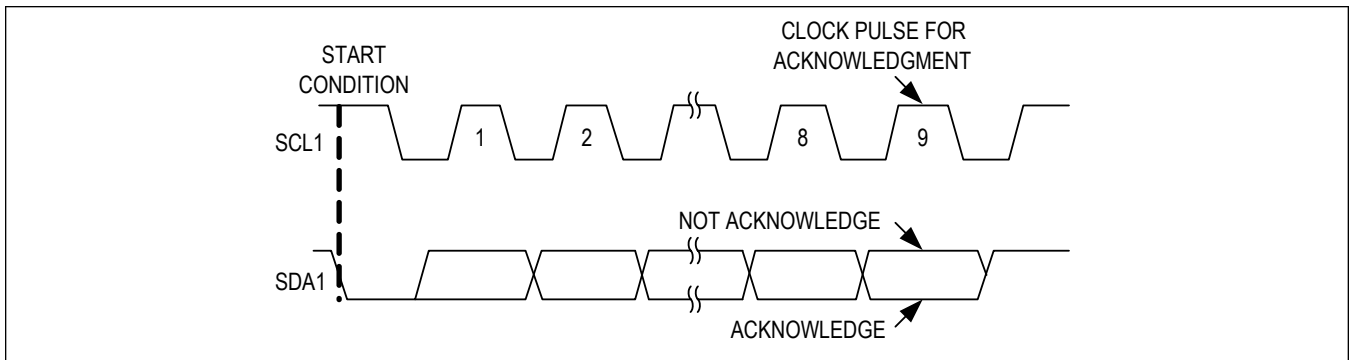 START
CONDITION
CLOCK PULSE FOR
ACKNOWLEDGMENT
SCL1
1
2
8
9
NOT ACKNOWLEDGE
SDA1
ACKNOWLEDGE